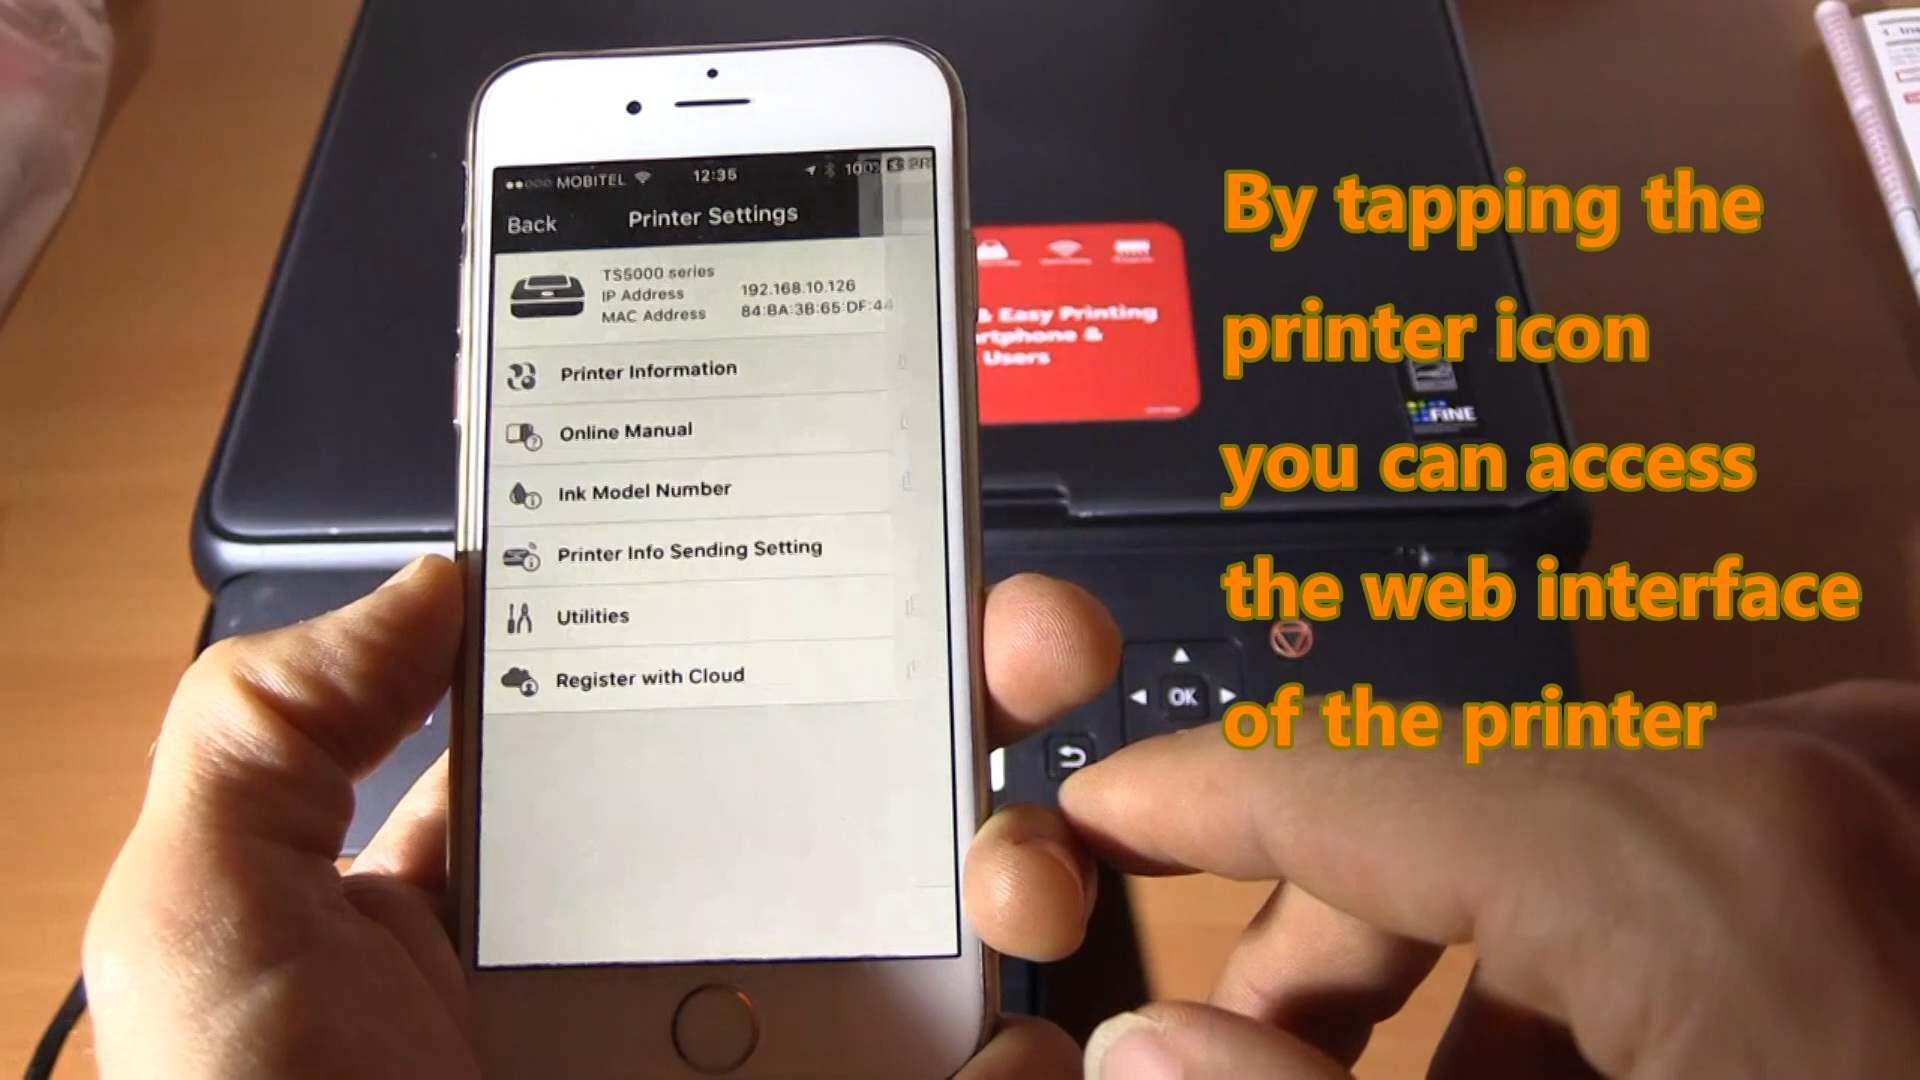 MOBITEL 12:35 100%
Back Printer Settings
TS5000 series
IP Address 192.168.10.126
MAC Address 84:BA:3B:65:DF:44
Printer Information
Online Manual
Ink Model Number
Printer Info Sending Setting
Utilities
Register with Cloud
& Easy Printing
rtphone &
Users
FINE
OK
By tapping the
printer icon
you can access
the web interface
of the printer